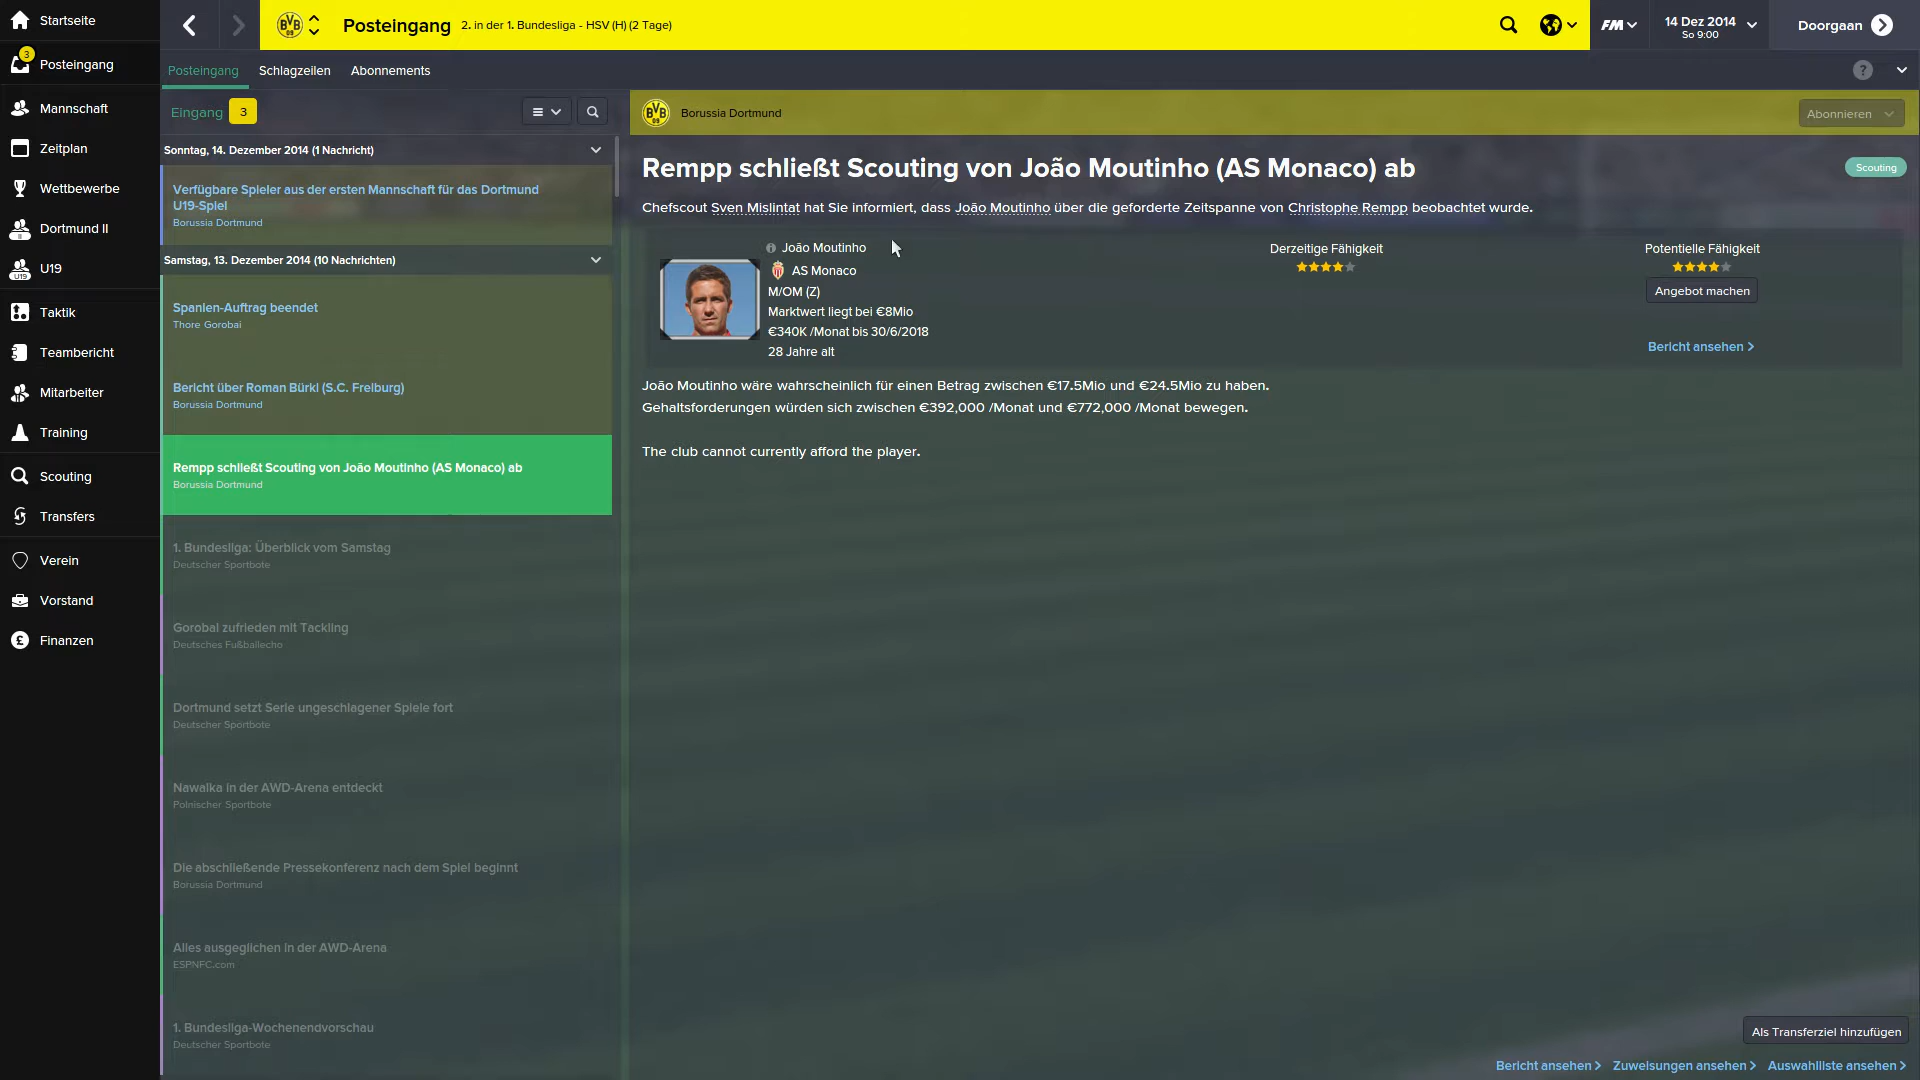 Startseite
3
Posteingang
Mannschaft
Zeitplan
Wettbewerbe
Dortmund II
U19
Taktik
Teambericht
Mitarbeiter
Training
Scouting
Transfers
Verein
Vorstand
Finanzen
Posteingang 2. in der 1. Bundesliga - HSV (H) (2 Tage)
FM
14 Dez 2014
So 9:00
Doorgaan
Posteingang Schlagzeilen Abonnements
Eingang 3
Sonntag, 14. Dezember 2014 (1 Nachricht)
Verfügbare Spieler aus der ersten Mannschaft für das Dortmund
U19-Spiel
Borussia Dortmund
Samstag, 13. Dezember 2014 (10 Nachrichten)
Spanien-Auftrag beendet
Thore Gorobai
Bericht über Roman Bürki (S.C. Freiburg)
Borussia Dortmund
Rempp schließt Scouting von João Moutinho (AS Monaco) ab
Borussia Dortmund
1. Bundesliga: Überblick vom Samstag
Deutscher Sportbote
Gorobai zufrieden mit Tackling
Deutsches Fußballecho
Dortmund setzt Serie ungeschlagener Spiele fort
Deutscher Sportbote
Nawalka in der AWD-Arena entdeckt
Polnischer Sportbote
Die abschließende Pressekonferenz nach dem Spiel beginnt
Borussia Dortmund
Alles ausgeglichen in der AWD-Arena
ESPNFC.com
1. Bundesliga-Wochenendvorschau
Deutscher Sportbote
BVB 09
Borussia Dortmund
Abonnieren
Rempp schließt Scouting von João Moutinho (AS Monaco) ab
Scouting
Chefscout Sven Mislintat hat Sie informiert, dass João Moutinho über die geforderte Zeitspanne von Christophe Rempp beobachtet wurde.
João Moutinho
AS Monaco
M/OM (Z)
Marktwert liegt bei €8Mio
€340K /Monat bis 30/6/2018
28 Jahre alt
Derzeitige Fähigkeit
Potentielle Fähigkeit
Angebot machen
Bericht ansehen >
João Moutinho wäre wahrscheinlich für einen Betrag zwischen €17.5Mio und €24.5Mio zu haben.
Gehaltsforderungen würden sich zwischen €392,000 /Monat und €772,000 /Monat bewegen.
The club cannot currently afford the player.
Als Transferziel hinzufügen
Bericht ansehen > Zuweisungen ansehen > Auswahlliste ansehen >